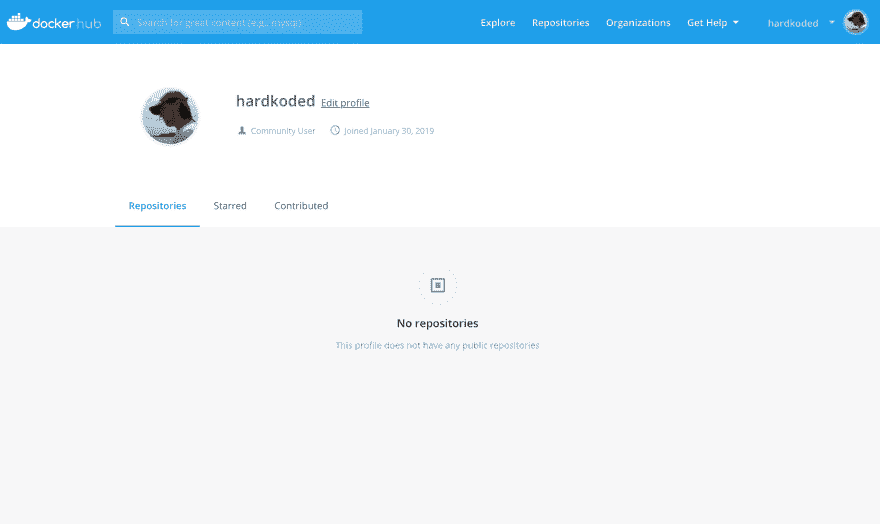 docker hub
Search for great content (e.g., mysql)
Explore Repositories Organizations Get Help hardkoded
hardkoded Edit profile
Community User Joined January 30, 2019
Repositories Starred Contributed
No repositories
This profile does not have any public repositories